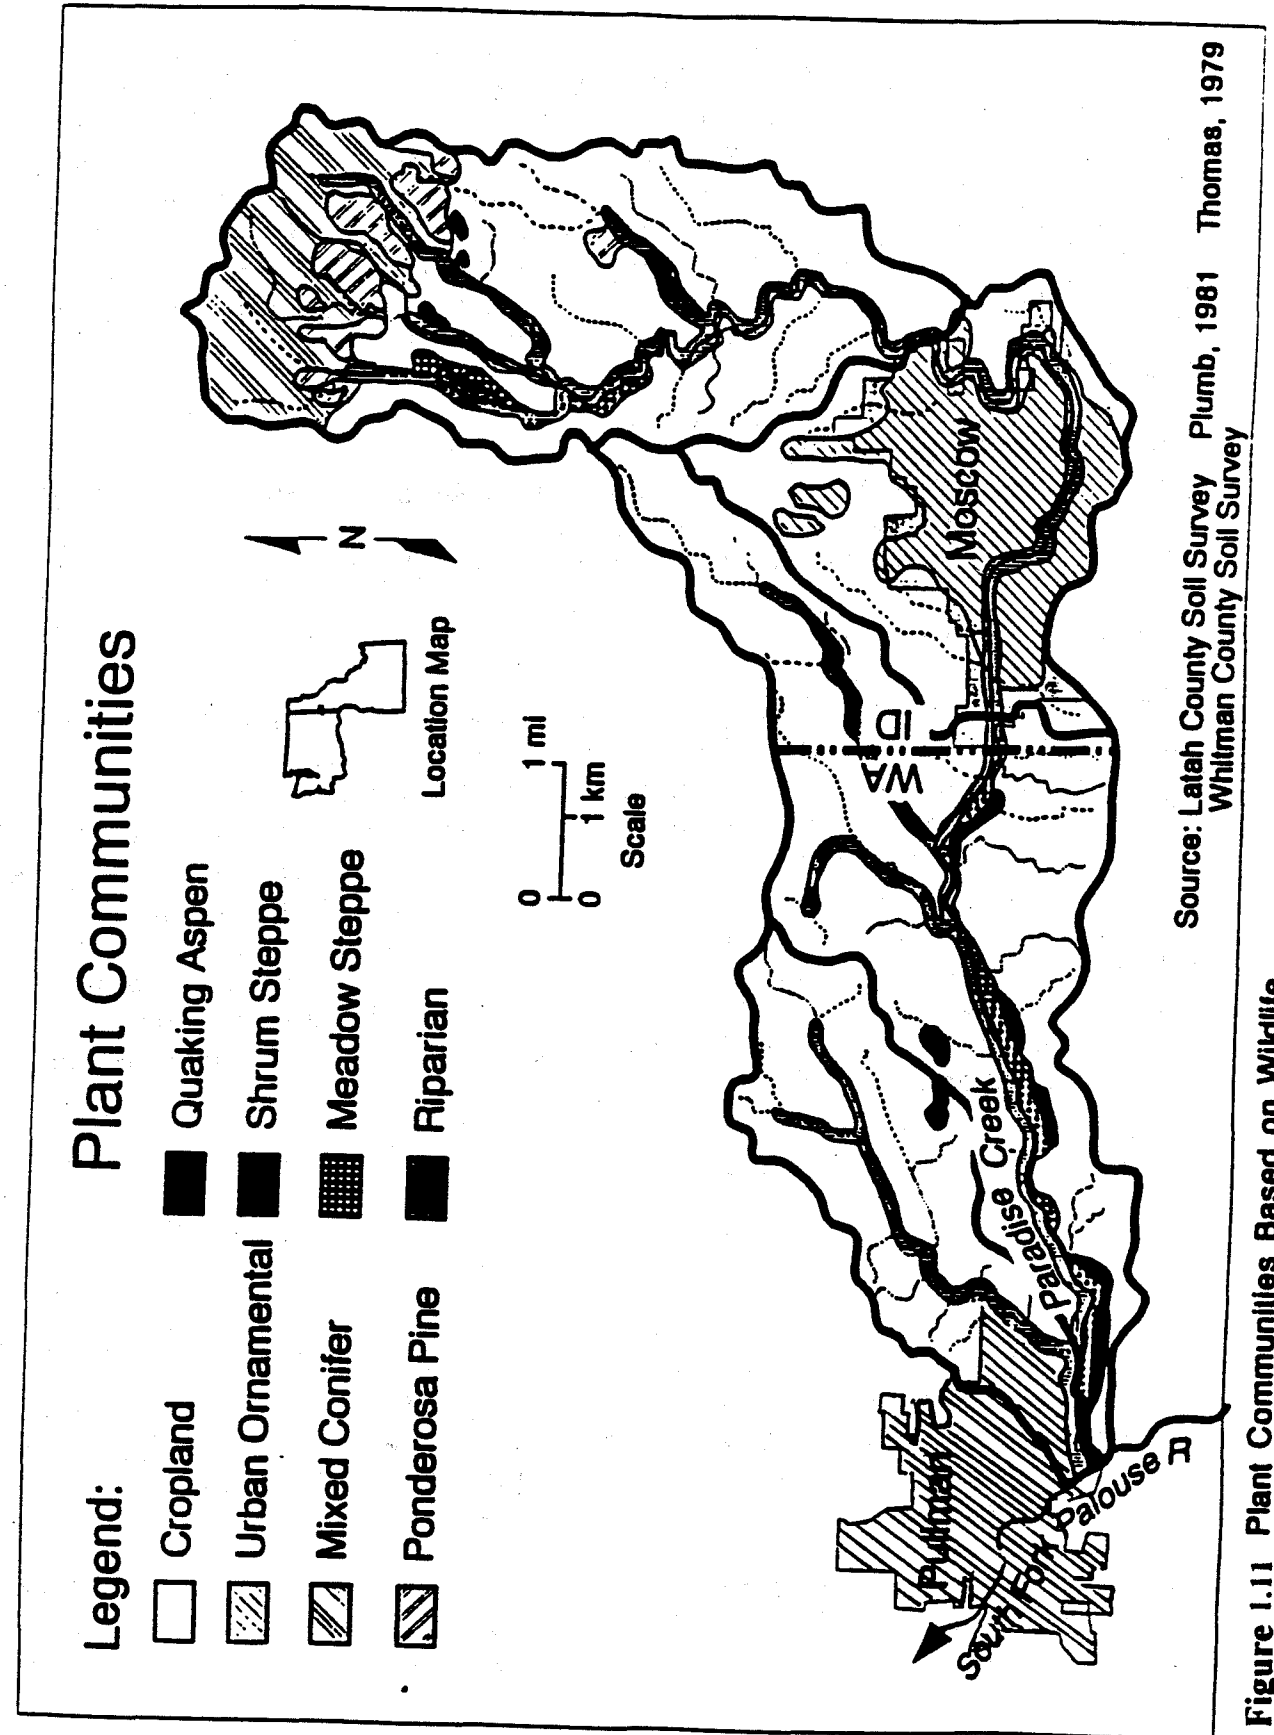 Plant Communities
Legend:
Cropland
Urban Ornamental
Mixed Conifer
Ponderosa Pine
Quaking Aspen
Shrum Steppe
Meadow Steppe
Riparian
Location Map
N
0 1 mi
0 1 km
Scale
WA
ID
Moscow
Pullman
Paradise Creek
South Fork
Palouse R
Source: Latah County Soil Survey Plumb, 1981 Thomas, 1979
Whitman County Soil Survey
Figure 1.11 Plant Communities Based on Wildlife